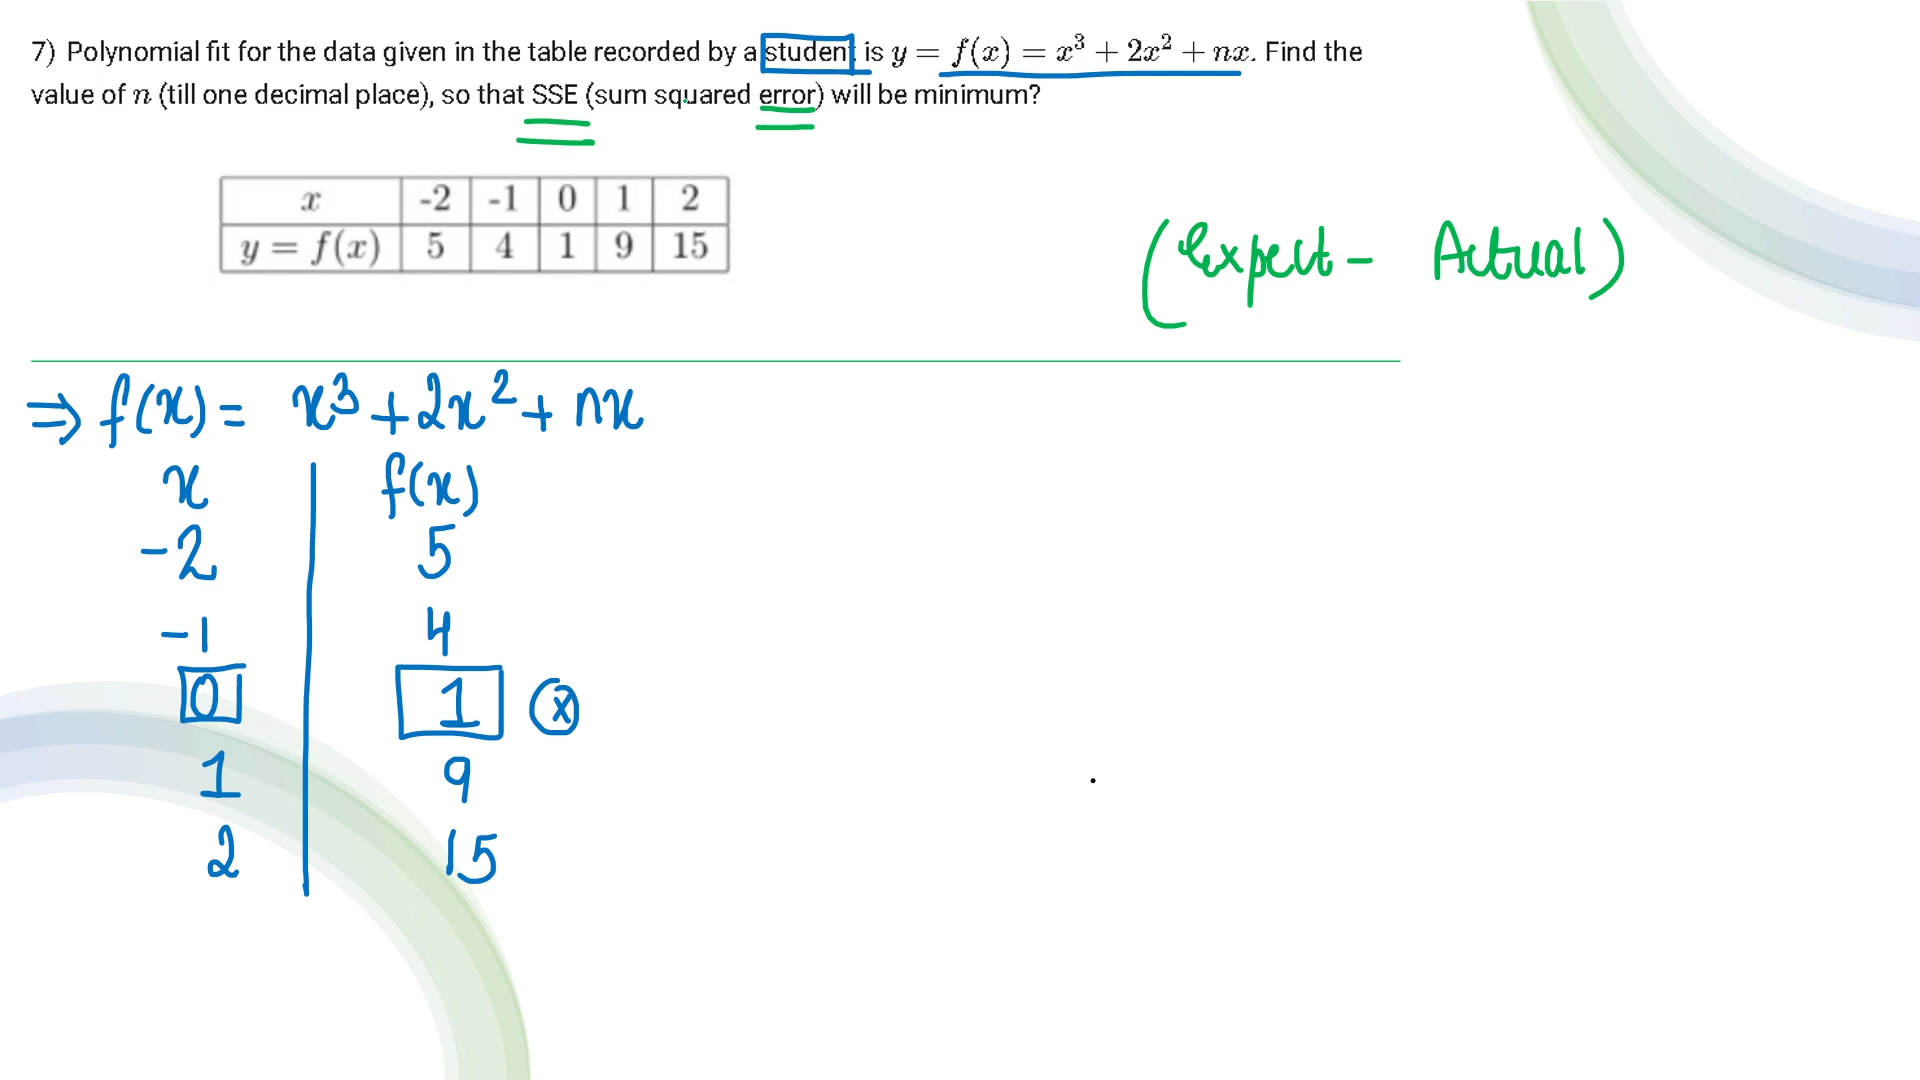 7) Polynomial fit for the data given in the table recorded by a student is y = f(x) = x³ + 2x² + nx. Find the
value of n (till one decimal place), so that SSE (sum squared error) will be minimum?
x -2 -1 0 1 2
y = f(x) 5 4 1 9 15
(Expect - Actual)
⇒ f(x) = x³ + 2x² + nx
x f(x)
-2 5
-1 4
0 1 ⓧ
1 9
2 15